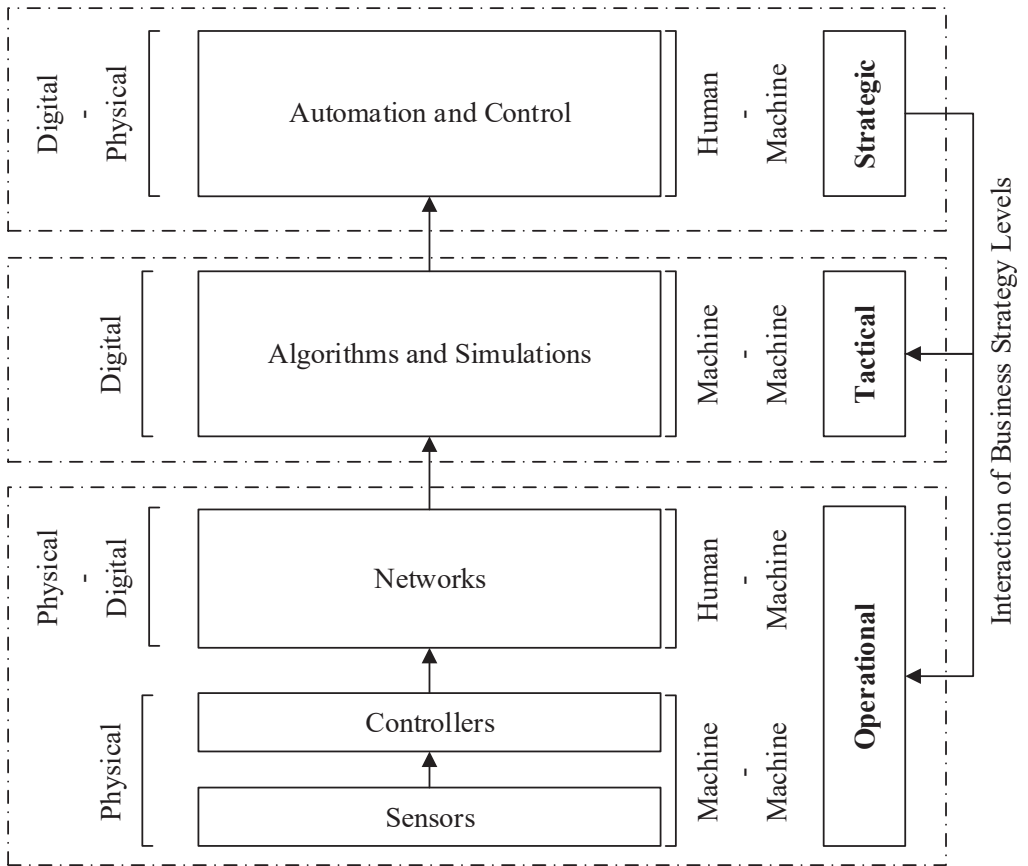 Digital
-
Physical
Automation and Control
Human
-
Machine
Strategic
Digital
Algorithms and Simulations
Machine
-
Machine
Tactical
Interaction of Business Strategy Levels
Physical
-
Digital
Networks
Human
-
Machine
Operational
Physical
Controllers
Sensors
Machine
-
Machine